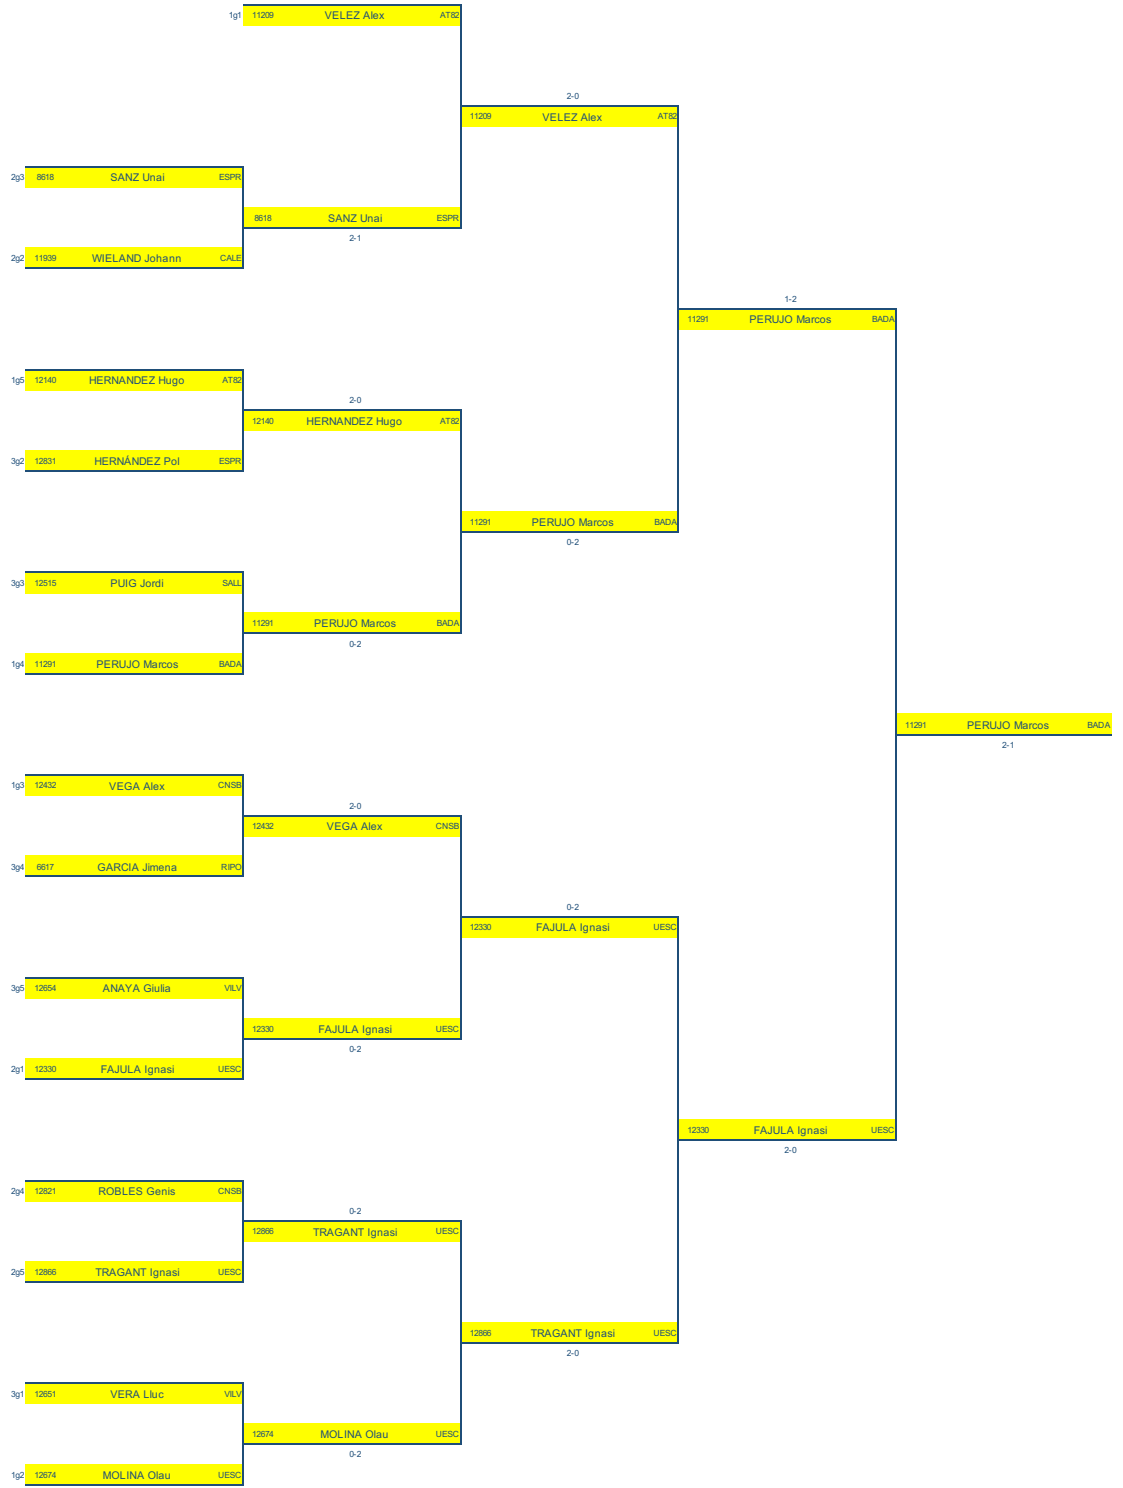 1g1 11209 VELEZ Alex AT82
2-0
11209 VELEZ Alex AT82
2g3 8618 SANZ Unai ESPR
8618 SANZ Unai ESPR
2-1
2g2 11939 WIELAND Johann CALE
1-2
11291 PERUJO Marcos BADA
1g5 12140 HERNANDEZ Hugo AT82
2-0
12140 HERNANDEZ Hugo AT82
3g2 12831 HERNÁNDEZ Pol ESPR
11291 PERUJO Marcos BADA
0-2
3g3 12515 PUIG Jordi SALL
11291 PERUJO Marcos BADA
0-2
1g4 11291 PERUJO Marcos BADA
11291 PERUJO Marcos BADA
2-1
1g3 12432 VEGA Alex CNSB
2-0
12432 VEGA Alex CNSB
3g4 6617 GARCIA Jimena RIPO
0-2
12330 FAJULA Ignasi UESC
3g5 12654 ANAYA Giulia VILV
12330 FAJULA Ignasi UESC
0-2
2g1 12330 FAJULA Ignasi UESC
12330 FAJULA Ignasi UESC
2-0
2g4 12821 ROBLES Genis CNSB
0-2
12866 TRAGANT Ignasi UESC
2g5 12866 TRAGANT Ignasi UESC
12866 TRAGANT Ignasi UESC
2-0
3g1 12651 VERA Lluc VILV
12674 MOLINA Olau UESC
0-2
1g2 12674 MOLINA Olau UESC